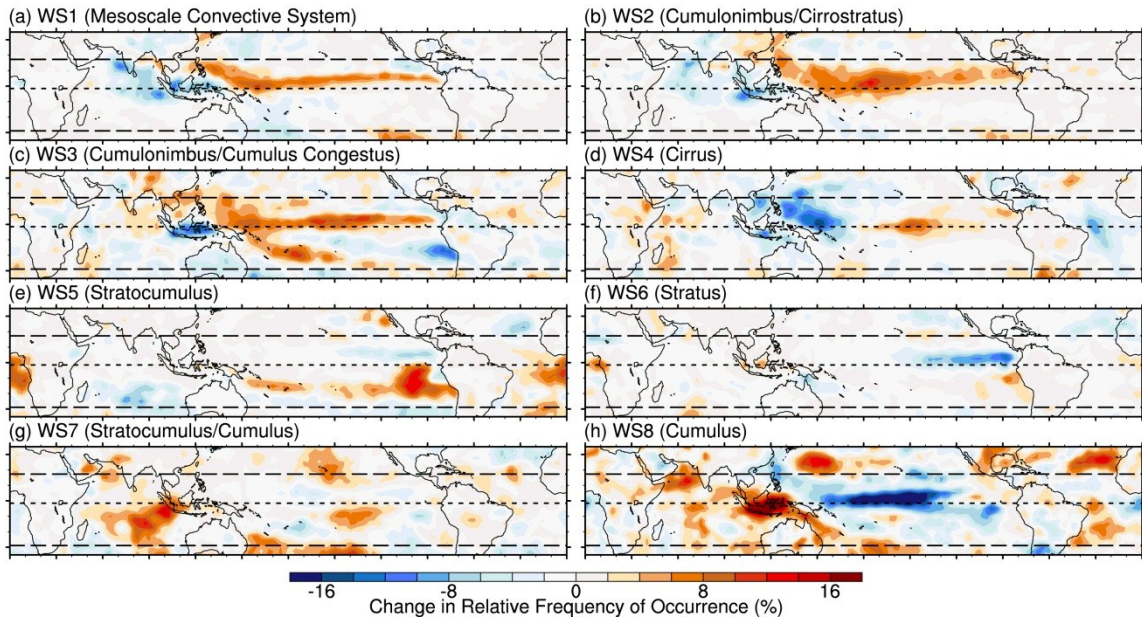 (a) WS1 (Mesoscale Convective System)
(b) WS2 (Cumulonimbus/Cirrostratus)
(c) WS3 (Cumulonimbus/Cumulus Congestus)
(d) WS4 (Cirrus)
(e) WS5 (Stratocumulus)
(f) WS6 (Stratus)
(g) WS7 (Stratocumulus/Cumulus)
(h) WS8 (Cumulus)
-16 -8 0 8 16
Change in Relative Frequency of Occurrence (%)